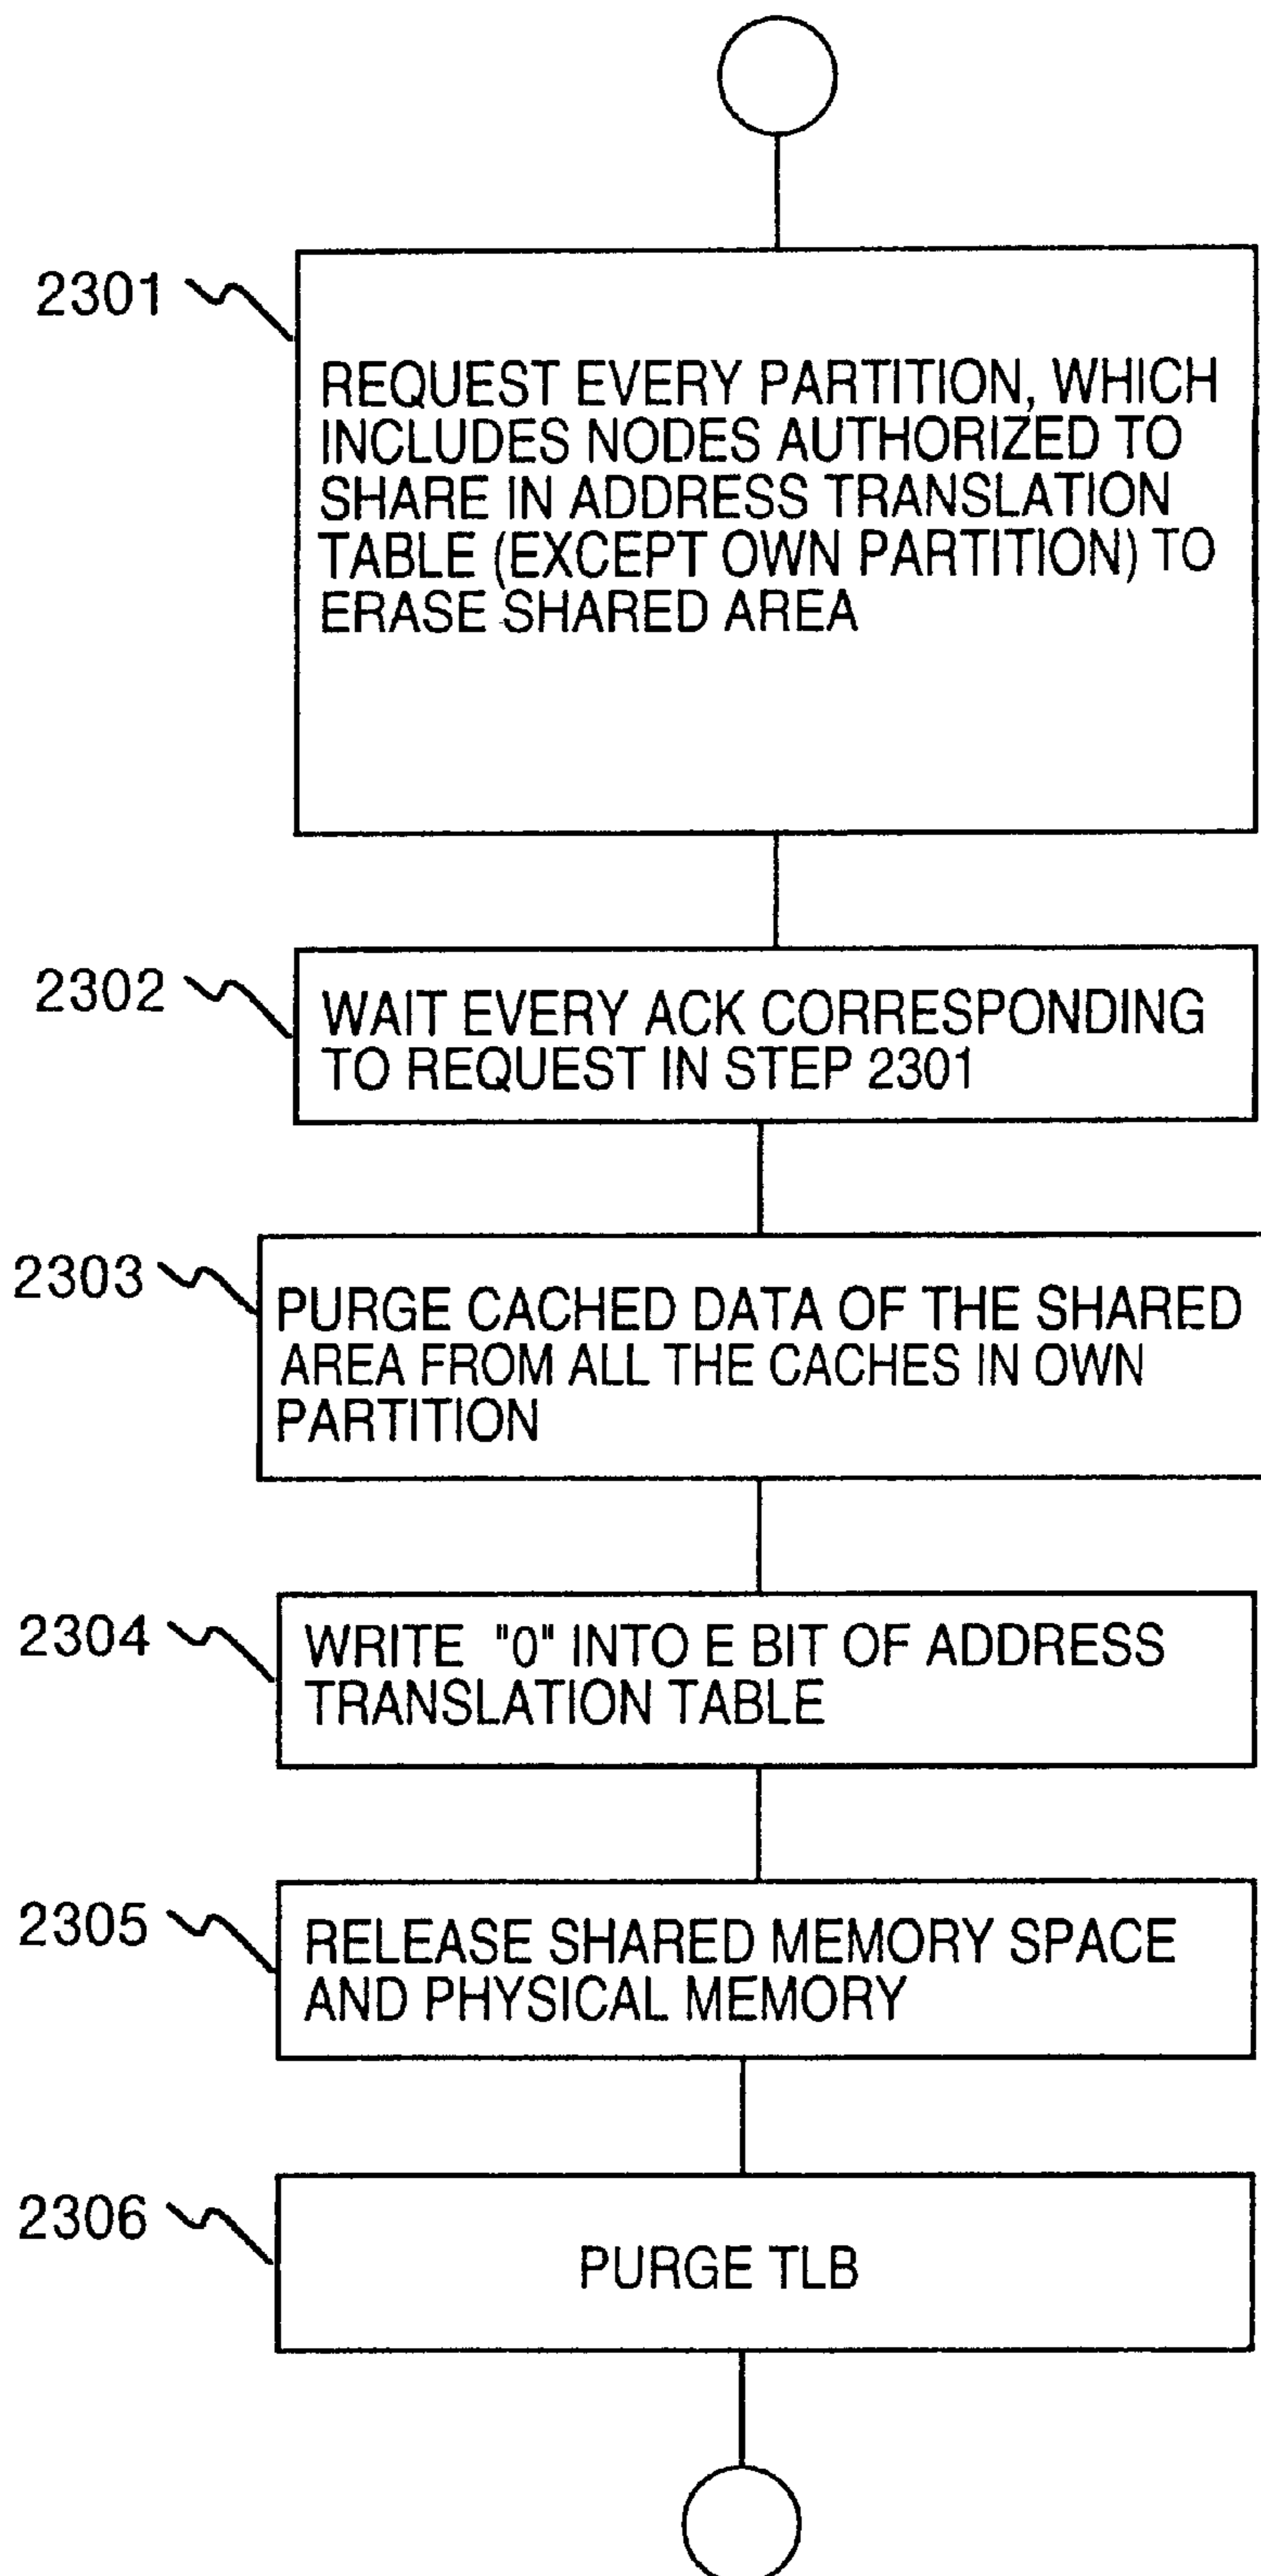 2301
REQUEST EVERY PARTITION, WHICH
INCLUDES NODES AUTHORIZED TO
SHARE IN ADDRESS TRANSLATION
TABLE (EXCEPT OWN PARTITION) TO
ERASE SHARED AREA
2302
WAIT EVERY ACK CORRESPONDING
TO REQUEST IN STEP 2301
2303
PURGE CACHED DATA OF THE SHARED
AREA FROM ALL THE CACHES IN OWN
PARTITION
2304
WRITE "0" INTO E BIT OF ADDRESS
TRANSLATION TABLE
2305
RELEASE SHARED MEMORY SPACE
AND PHYSICAL MEMORY
2306
PURGE TLB